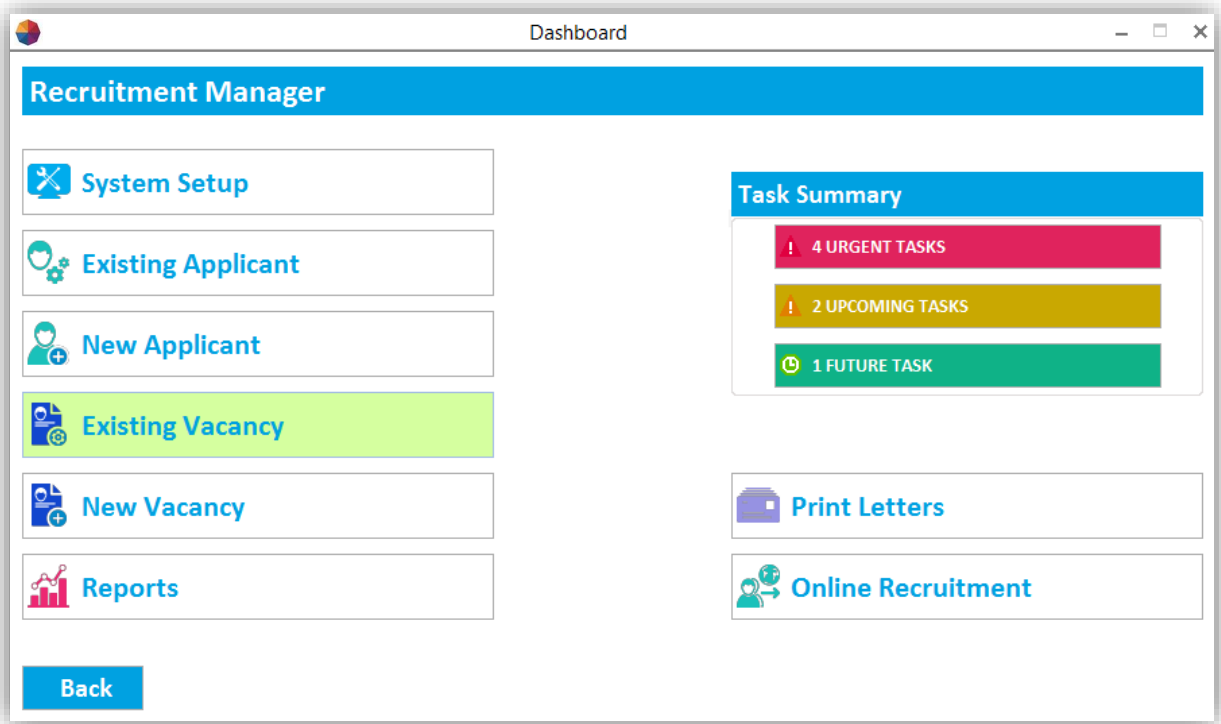 Dashboard
Recruitment Manager
System Setup
Existing Applicant
New Applicant
Existing Vacancy
New Vacancy
Reports
Back
Task Summary
4 URGENT TASKS
2 UPCOMING TASKS
1 FUTURE TASK
Print Letters
Online Recruitment